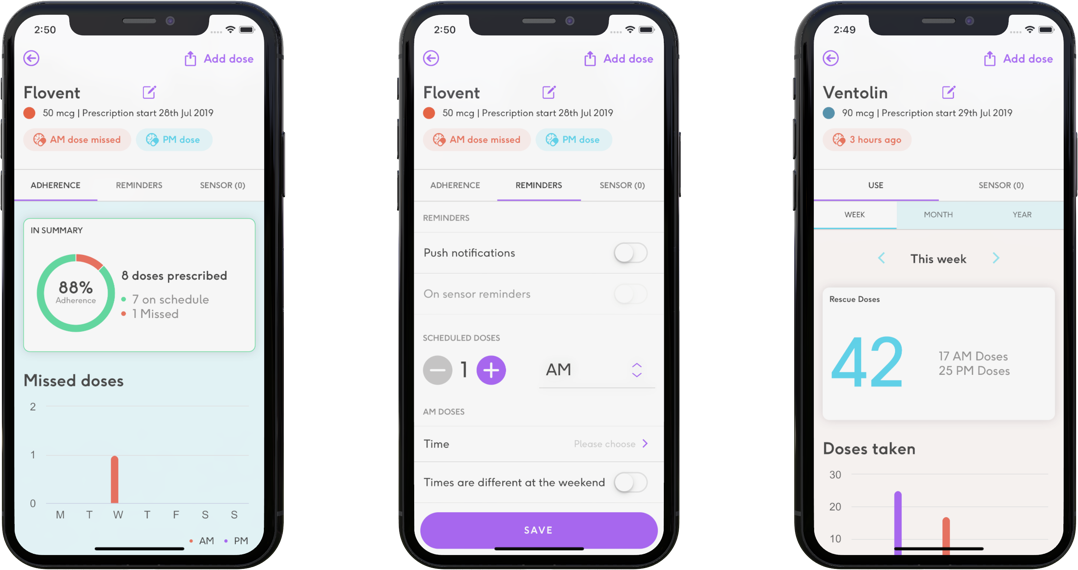 2:50
Add dose
Flovent
50 mcg | Prescription start 28th Jul 2019
AM dose missed
PM dose
ADHERENCE
REMINDERS
SENSOR (0)
IN SUMMARY
88%
Adherence
8 doses prescribed
7 on schedule
1 Missed
Missed doses
2
1
0
M T W T F S S
AM PM
2:50
Add dose
Flovent
50 mcg | Prescription start 28th Jul 2019
AM dose missed
PM dose
ADHERENCE
REMINDERS
SENSOR (0)
REMINDERS
Push notifications
On sensor reminders
SCHEDULED DOSES
1
AM
AM DOSES
Time
Please choose
Times are different at the weekend
SAVE
2:49
Add dose
Ventolin
90 mcg | Prescription start 29th Jul 2019
3 hours ago
USE
SENSOR (0)
WEEK
MONTH
YEAR
This week
Rescue Doses
42
17 AM Doses
25 PM Doses
Doses taken
30
20
10